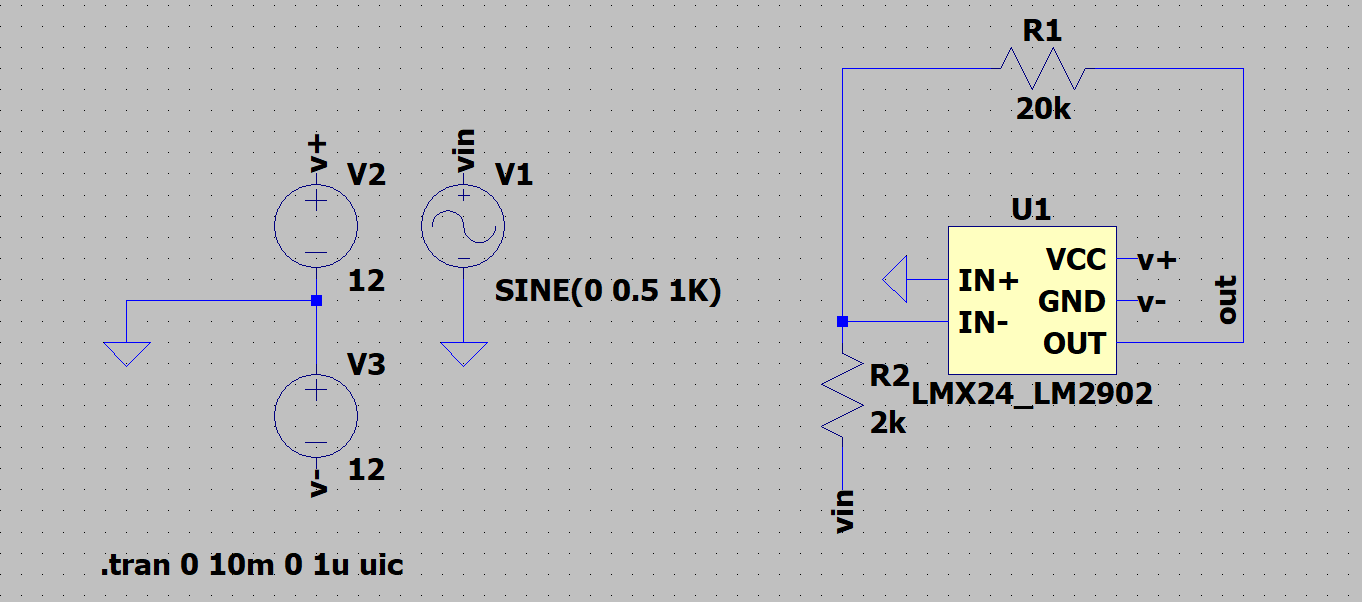 R1
20k
v+
V2
12
vin
V1
SINE(0 0.5 1K)
V3
12
v-
U1
IN+
IN-
VCC
GND
OUT
v+
v-
out
LMX24_LM2902
R2
2k
vin
.tran 0 10m 0 1u uic